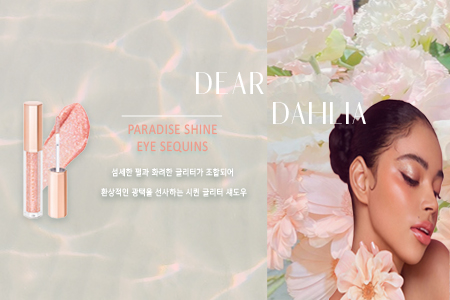 DEAR
DAHLIA
PARADISE SHINE
EYE SEQUINS
섬세한 펄과 화려한 글리터가 조합되어
환상적인 광택을 선사하는 시퀸 글리터 섀도우